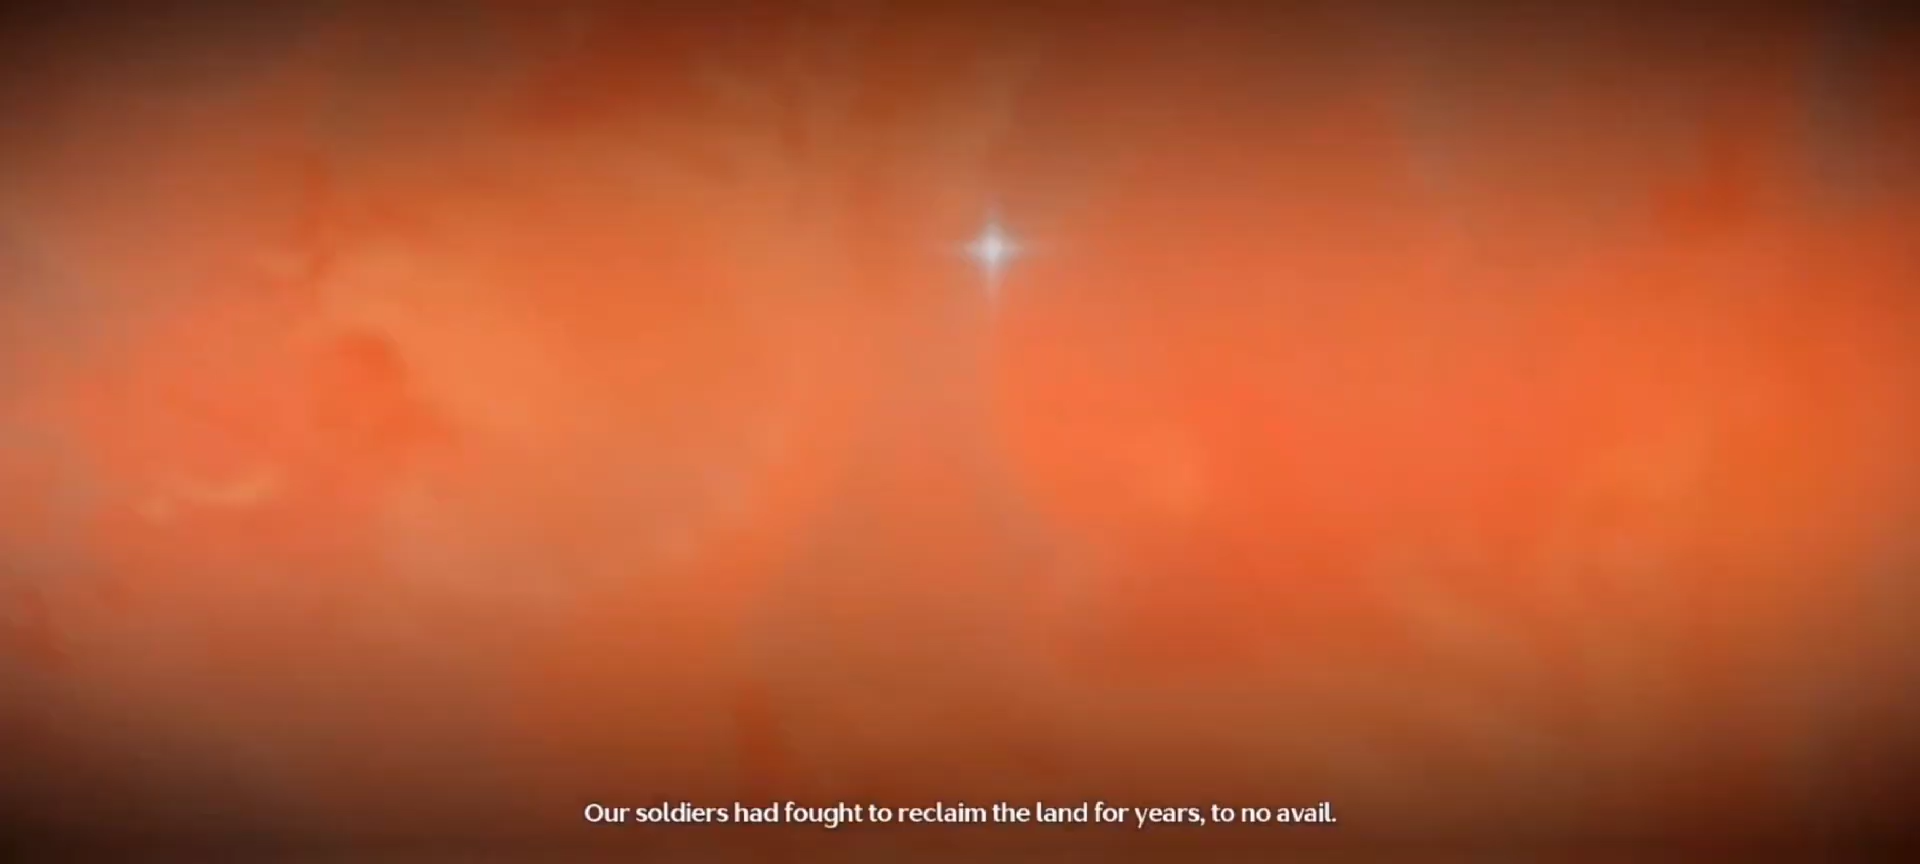 Our soldiers had fought to reclaim the land for years, to no avail.